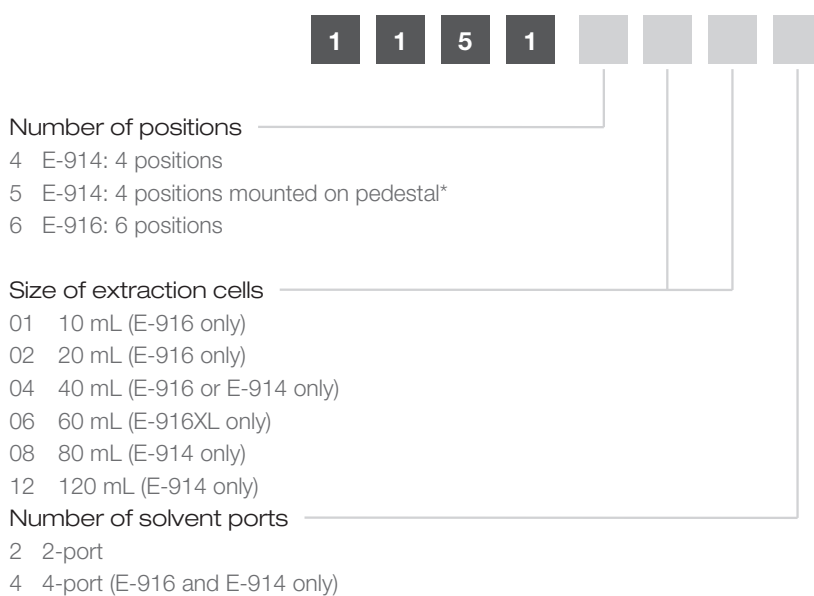 1 1 5 1
Number of positions
4 E-914: 4 positions
5 E-914: 4 positions mounted on pedestal*
6 E-916: 6 positions
Size of extraction cells
01 10 mL (E-916 only)
02 20 mL (E-916 only)
04 40 mL (E-916 or E-914 only)
06 60 mL (E-916XL only)
08 80 mL (E-914 only)
12 120 mL (E-914 only)
Number of solvent ports
2 2-port
4 4-port (E-916 and E-914 only)